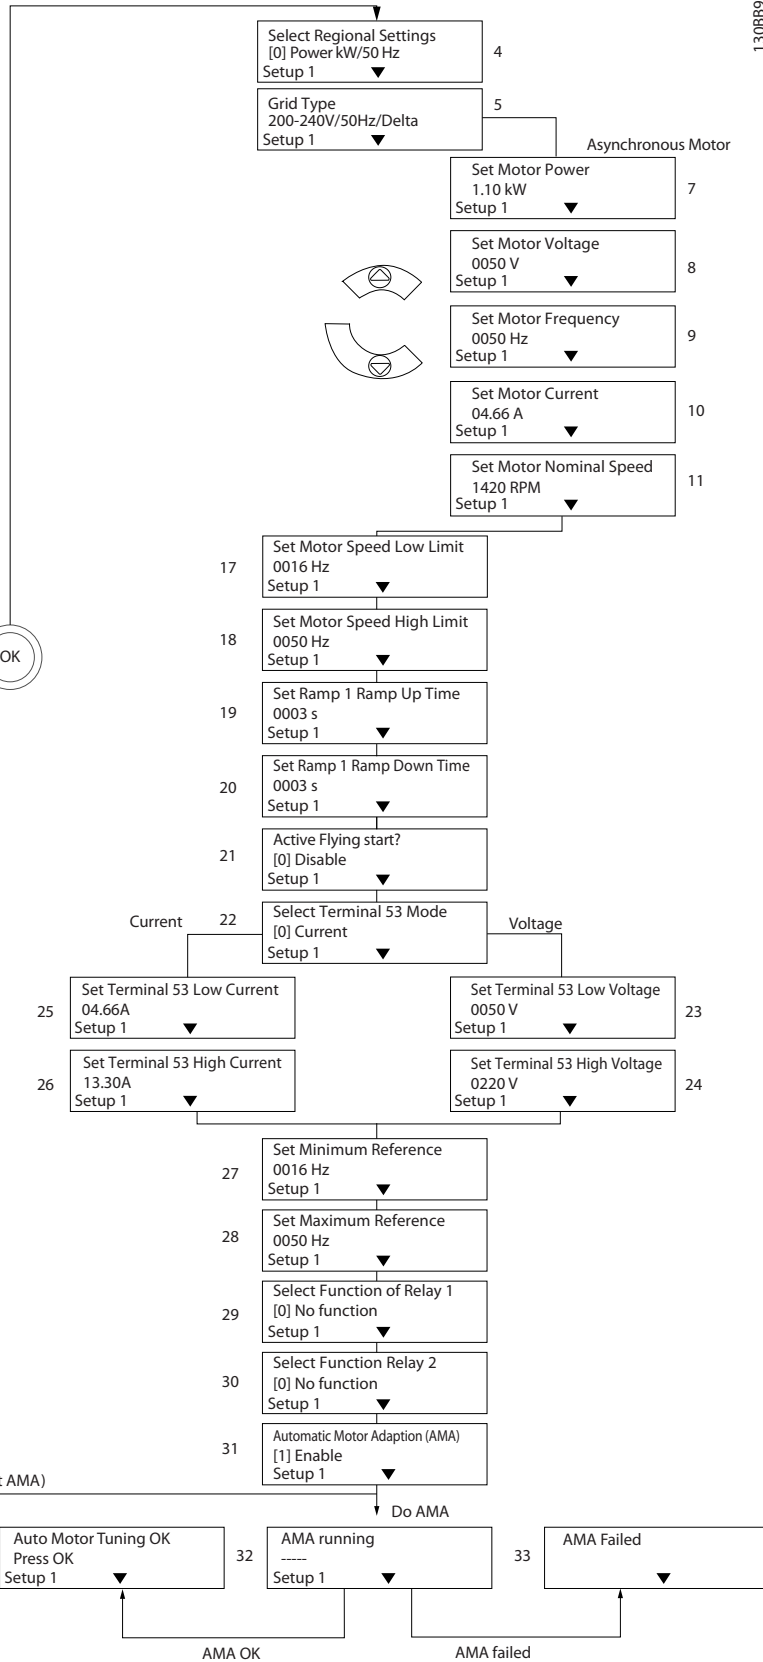 130BB9
Select Regional Settings
[0] Power kW/50 Hz
Setup 1
4
Grid Type
200-240V/50Hz/Delta
Setup 1
5
Asynchronous Motor
Set Motor Power
1.10 kW
Setup 1
7
Set Motor Voltage
0050 V
Setup 1
8
Set Motor Frequency
0050 Hz
Setup 1
9
Set Motor Current
04.66 A
Setup 1
10
Set Motor Nominal Speed
1420 RPM
Setup 1
11
17
Set Motor Speed Low Limit
0016 Hz
Setup 1
18
Set Motor Speed High Limit
0050 Hz
Setup 1
OK
19
Set Ramp 1 Ramp Up Time
0003 s
Setup 1
20
Set Ramp 1 Ramp Down Time
0003 s
Setup 1
21
Active Flying start?
[0] Disable
Setup 1
Current
22
Select Terminal 53 Mode
[0] Current
Setup 1
Voltage
25
Set Terminal 53 Low Current
04.66A
Setup 1
Set Terminal 53 Low Voltage
0050 V
Setup 1
23
26
Set Terminal 53 High Current
13.30A
Setup 1
Set Terminal 53 High Voltage
0220 V
Setup 1
24
27
Set Minimum Reference
0016 Hz
Setup 1
28
Set Maximum Reference
0050 Hz
Setup 1
29
Select Function of Relay 1
[0] No function
Setup 1
30
Select Function Relay 2
[0] No function
Setup 1
31
Automatic Motor Adaption (AMA)
[1] Enable
Setup 1
t AMA)
Do AMA
Auto Motor Tuning OK
Press OK
Setup 1
32
AMA running
-----
Setup 1
33
AMA Failed
AMA OK
AMA failed